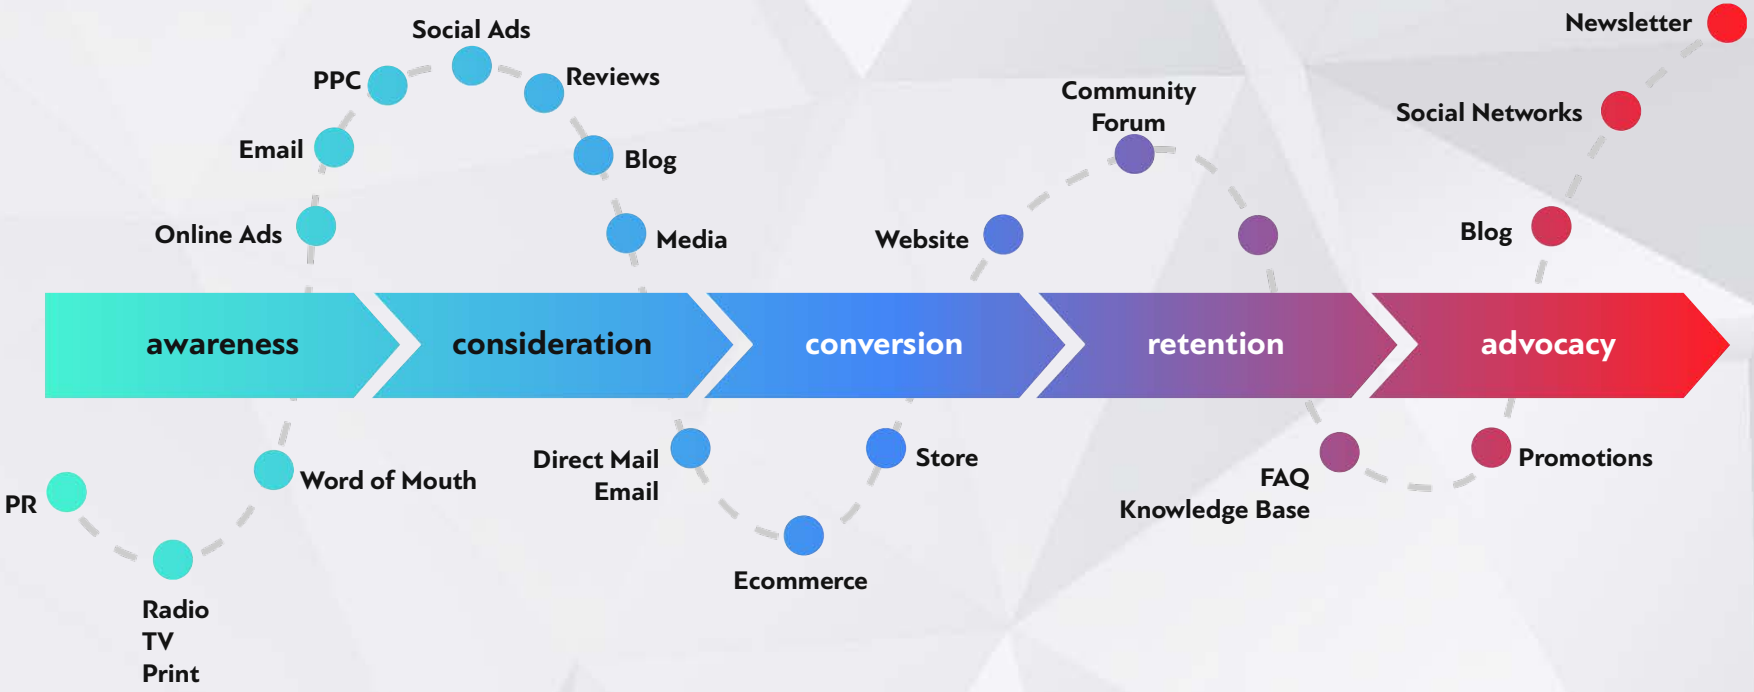 Newsletter
Social Ads
PPC
Reviews
Community
Forum
Social Networks
Email
Blog
Online Ads
Media
Website
Blog
awareness
consideration
conversion
retention
advocacy
PR
Word of Mouth
Direct Mail
Email
Store
FAQ
Knowledge Base
Promotions
Ecommerce
Radio
TV
Print